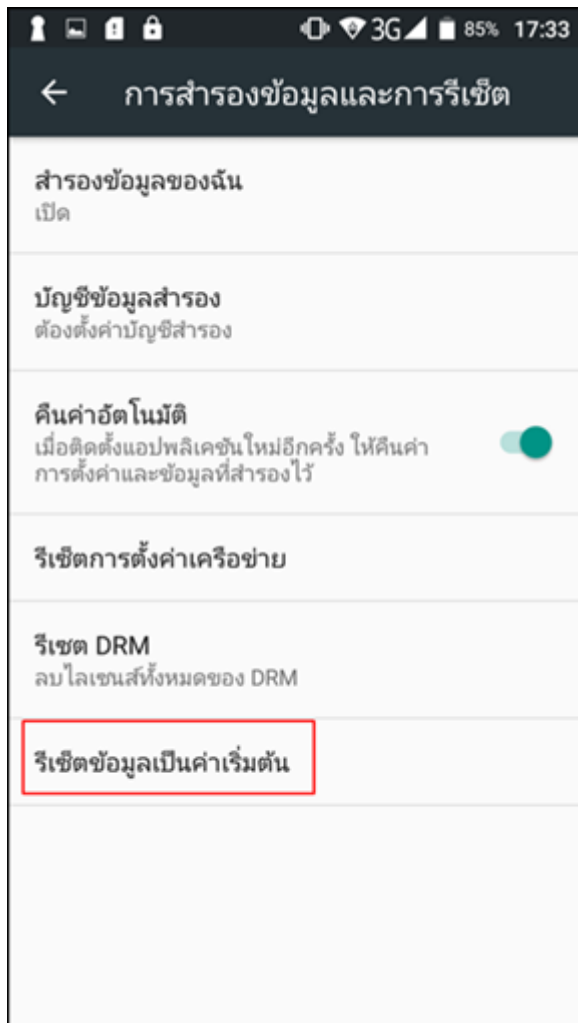 3G 85% 17:33
การสำรองข้อมูลและการรีเซ็ต
สำรองข้อมูลของฉัน
เปิด
บัญชีข้อมูลสำรอง
ต้องตั้งค่าบัญชีสำรอง
คืนค่าอัตโนมัติ
เมื่อติดตั้งแอปพลิเคชันใหม่อีกครั้ง ให้คืนค่า
การตั้งค่าและข้อมูลที่สำรองไว้
รีเซ็ตการตั้งค่าเครือข่าย
รีเซต DRM
ลบไลเซนส์ทั้งหมดของ DRM
รีเซ็ตข้อมูลเป็นค่าเริ่มต้น